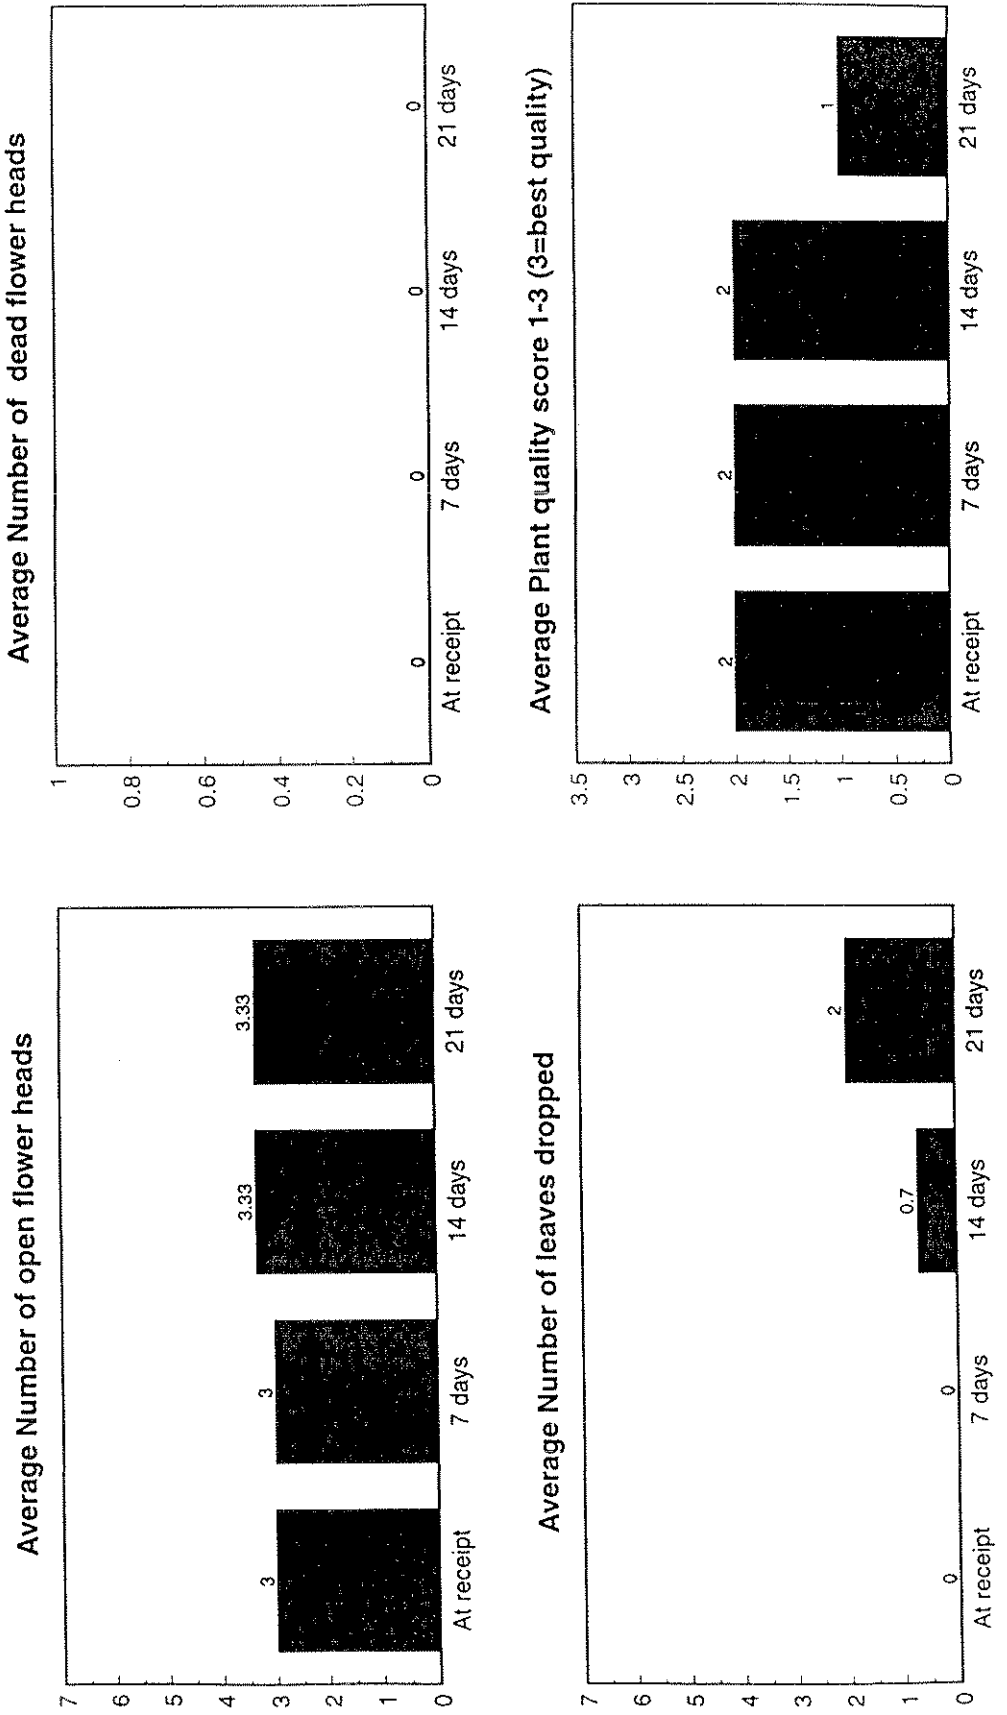 Average Number of open flower heads
7
6
5
4
3
2
1
0
3
3
3.33
3.33
At receipt
7 days
14 days
21 days
Average Number of dead flower heads
1
0.8
0.6
0.4
0.2
0
0
0
0
0
At receipt
7 days
14 days
21 days
Average Number of leaves dropped
7
6
5
4
3
2
1
0
0
0
0.7
2
At receipt
7 days
14 days
21 days
Average Plant quality score 1-3 (3=best quality)
3.5
3
2.5
2
1.5
1
0.5
0
2
2
2
1
At receipt
7 days
14 days
21 days